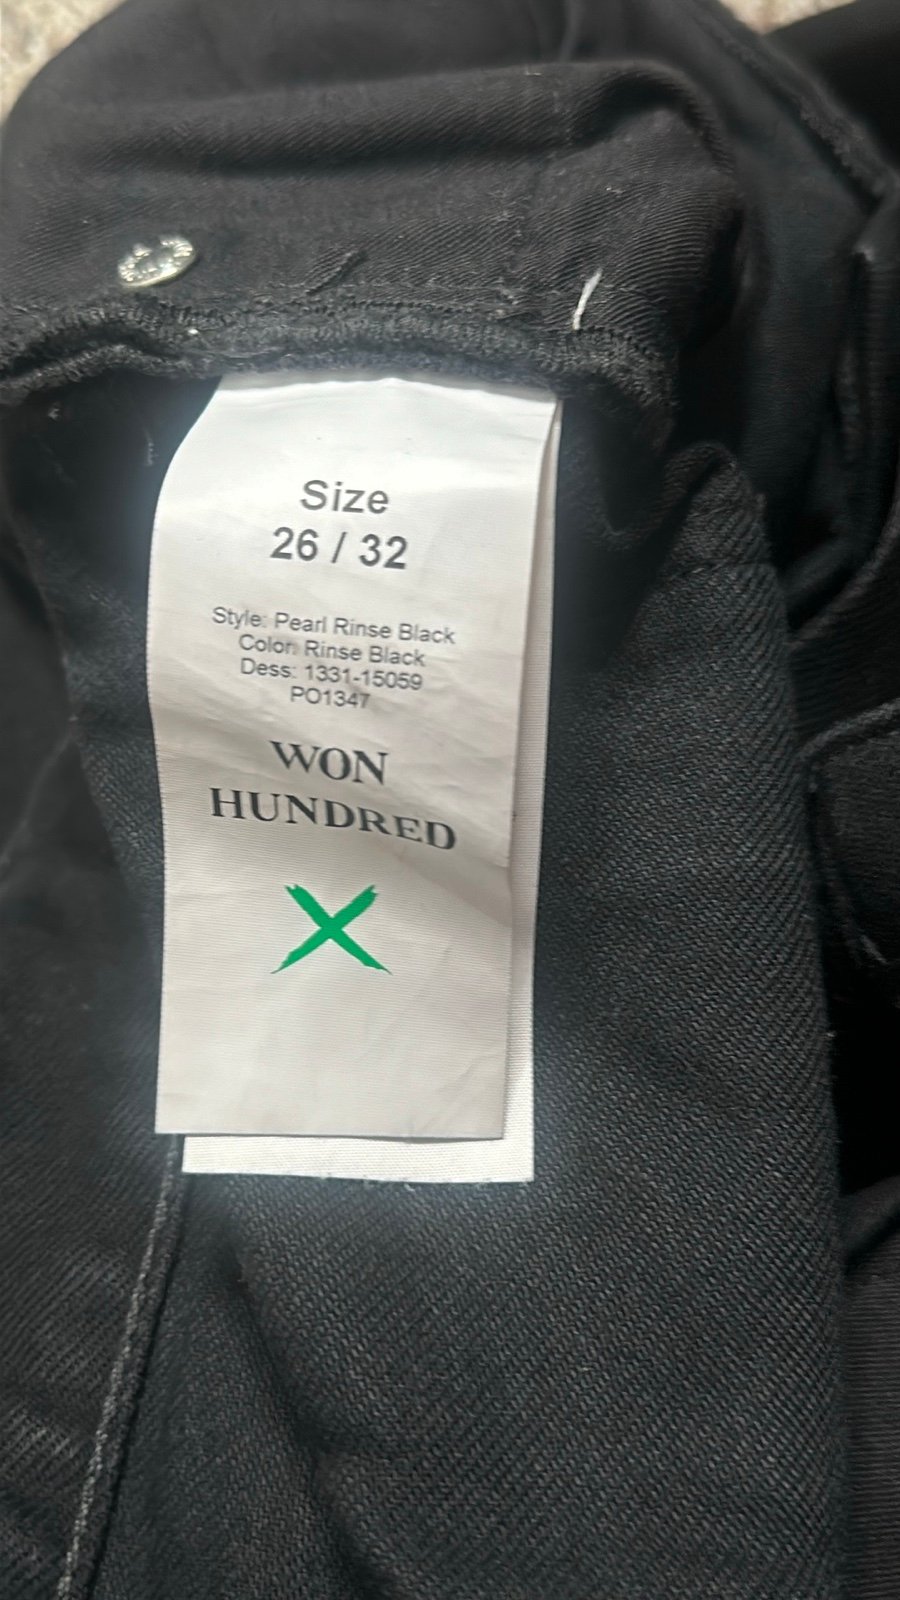 Size
26 / 32
Style: Pearl Rinse Black
Color: Rinse Black
Dess: 1331-15059
PO1347
WON
HUNDRED